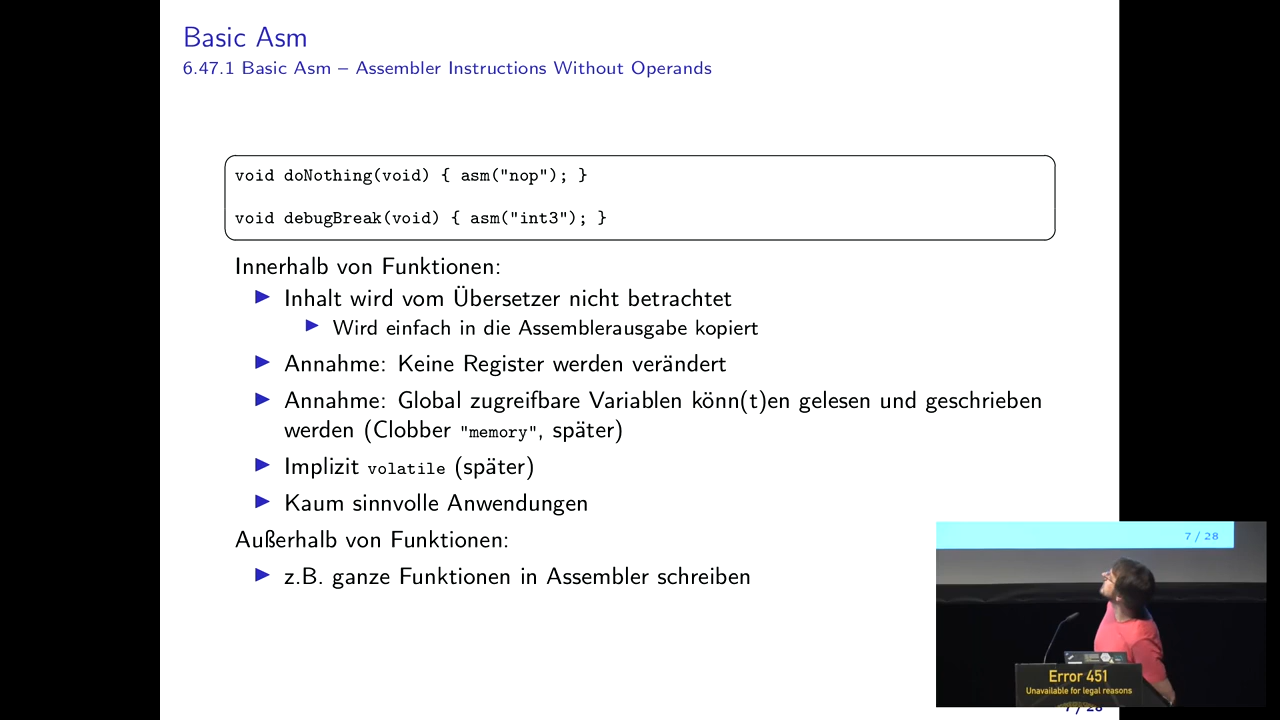 Basic Asm
6.47.1 Basic Asm – Assembler Instructions Without Operands
void doNothing(void) { asm("nop"); }
void debugBreak(void) { asm("int3"); }
Innerhalb von Funktionen:
Inhalt wird vom Übersetzer nicht betrachtet
Wird einfach in die Assemblerausgabe kopiert
Annahme: Keine Register werden verändert
Annahme: Global zugreifbare Variablen könn(t)en gelesen und geschrieben
werden (Clobber "memory", später)
Implizit volatile (später)
Kaum sinnvolle Anwendungen
Außerhalb von Funktionen:
z.B. ganze Funktionen in Assembler schreiben
7 / 28
Error 451
Unavailable for legal reasons
7 / 28